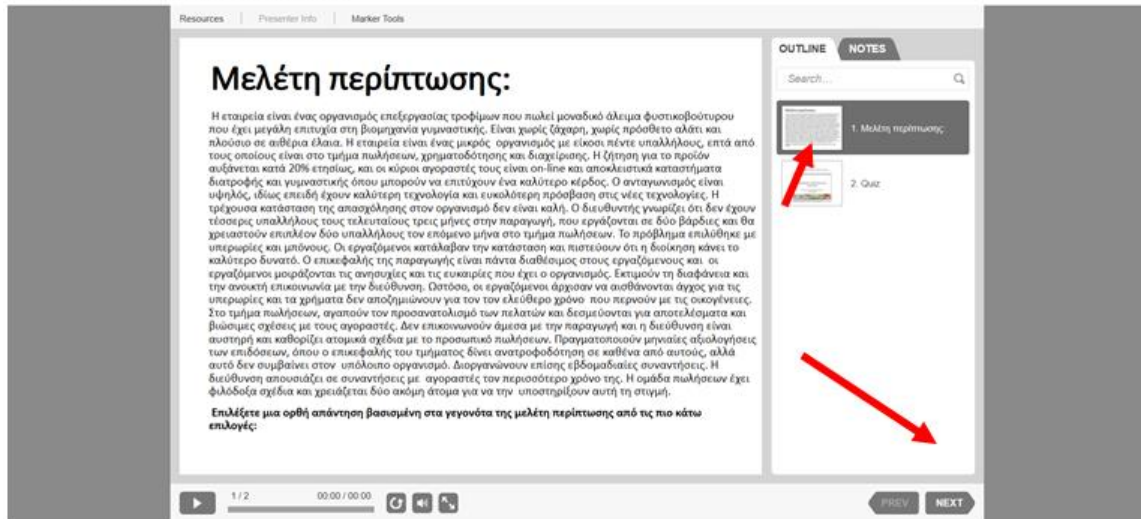 Resources | Presenter Info | Marker Tools
Μελέτη περίπτωσης:
Η εταιρεία είναι ένας οργανισμός επεξεργασίας τροφίμων που πωλεί μοναδικό άλειμα φυστικοβούτυρου
που έχει μεγάλη επιτυχία στη βιομηχανία γυμναστικής. Είναι χωρίς ζάχαρη, χωρίς πρόσθετο αλάτι και
πλούσιο σε αιθέρια έλαια. Η εταιρεία είναι ένας μικρός οργανισμός με είκοσι πέντε υπαλλήλους, επτά από
τους οποίους είναι στο τμήμα πωλήσεων, χρηματοδότησης και διαχείρισης. Η ζήτηση για το προϊόν
αυξάνεται κατά 20% ετησίως, και οι κύριοι αγοραστές τους είναι on-line και αποκλειστικά καταστήματα
διατροφής και γυμναστικής όπου μπορούν να επιτύχουν ένα καλύτερο κέρδος. Ο ανταγωνισμός είναι
υψηλός, ιδίως επειδή έχουν καλύτερη τεχνολογία και ευκολότερη πρόσβαση στις νέες τεχνολογίες. Η
τρέχουσα κατάσταση της απασχόλησης στον οργανισμό δεν είναι καλή. Ο διευθυντής γνωρίζει ότι δεν έχουν
τέσσερις υπαλλήλους τους τελευταίους τρεις μήνες στην παραγωγή, που εργάζονται σε δύο βάρδιες και θα
χρειαστούν επιπλέον δύο υπαλλήλους τον επόμενο μήνα στο τμήμα πωλήσεων. Το πρόβλημα επιλύθηκε με
υπερωρίες και μπόνους. Οι εργαζόμενοι κατάλαβαν την κατάσταση και πιστεύουν ότι η διοίκηση κάνει το
καλύτερο δυνατό. Ο επικεφαλής της παραγωγής είναι πάντα διαθέσιμος στους εργαζόμενους και οι
εργαζόμενοι μοιράζονται τις ανησυχίες και τις ευκαιρίες που έχει ο οργανισμός. Εκτιμούν τη διαφάνεια και
την ανοικτή επικοινωνία με την διεύθυνση. Ωστόσο, οι εργαζόμενοι άρχισαν να αισθάνονται άγχος για τις
υπερωρίες και τα χρήματα δεν αποζημιώνουν για τον τον ελεύθερο χρόνο που περνούν με τις οικογένειες.
Στο τμήμα πωλήσεων, αγαπούν τον προσανατολισμό των πελατών και δεσμεύονται για αποτελέσματα και
βιώσιμες σχέσεις με τους αγοραστές. Δεν επικοινωνούν άμεσα με την παραγωγή και η διεύθυνση είναι
αυστηρή και καθορίζει ατομικά σχέδια με το προσωπικό πωλήσεων. Πραγματοποιούν μηνιαίες αξιολογήσεις
των επιδόσεων, όπου ο επικεφαλής του τμήματος δίνει ανατροφοδότηση σε καθένα από αυτούς, αλλά
αυτό δεν συμβαίνει στον υπόλοιπο οργανισμό. Διοργανώνουν επίσης εβδομαδιαίες συναντήσεις. Η
διεύθυνση απουσιάζει σε συναντήσεις με αγοραστές τον περισσότερο χρόνο της. Η ομάδα πωλήσεων έχει
φιλόδοξα σχέδια και χρειάζεται δύο ακόμη άτομα για να την υποστηρίξουν αυτή τη στιγμή.
Επιλέξετε μια ορθή απάντηση βασισμένη στα γεγονότα της μελέτη περίπτωσης από τις πιο κάτω
επιλογές:
OUTLINE NOTES
Search...
1. Μελέτη περίπτωσης:
2. Quiz
1 / 2 00:00 / 00:00
PREV NEXT